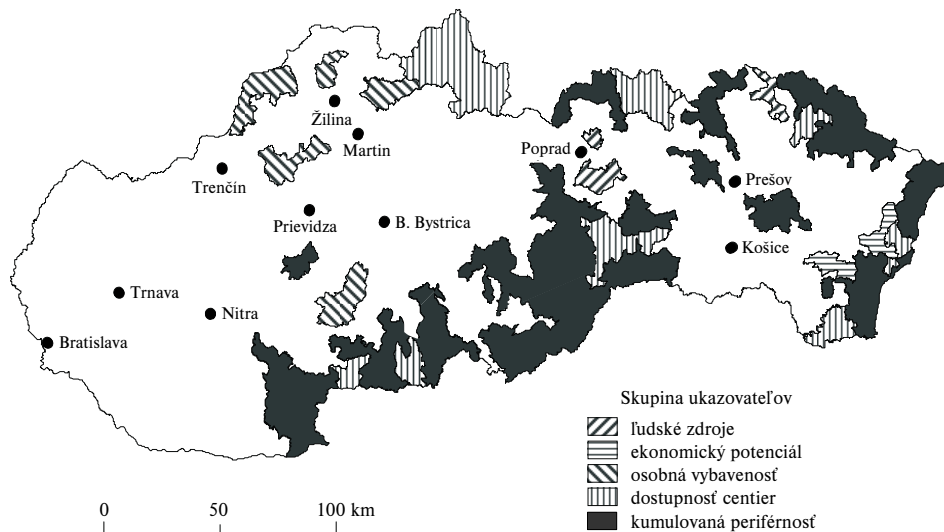 Žilina
Martin
Poprad
Trenčín
Prešov
Prievidza
B. Bystrica
Košice
Trnava
Nitra
Bratislava
Skupina ukazovateľov
ľudské zdroje
ekonomický potenciál
osobná vybavenosť
dostupnosť centier
kumulovaná periférnosť
0 50 100 km